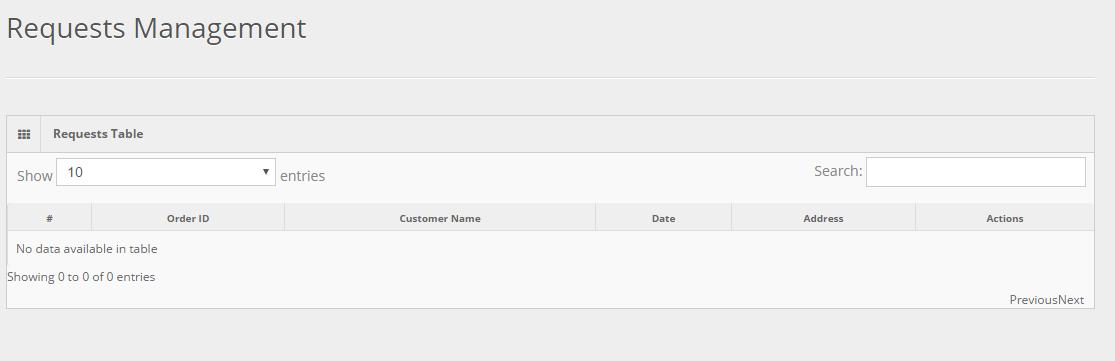 Requests Management
Requests Table
Show 10 entries Search:
# Order ID Customer Name Date Address Actions
No data available in table
Showing 0 to 0 of 0 entries
PreviousNext